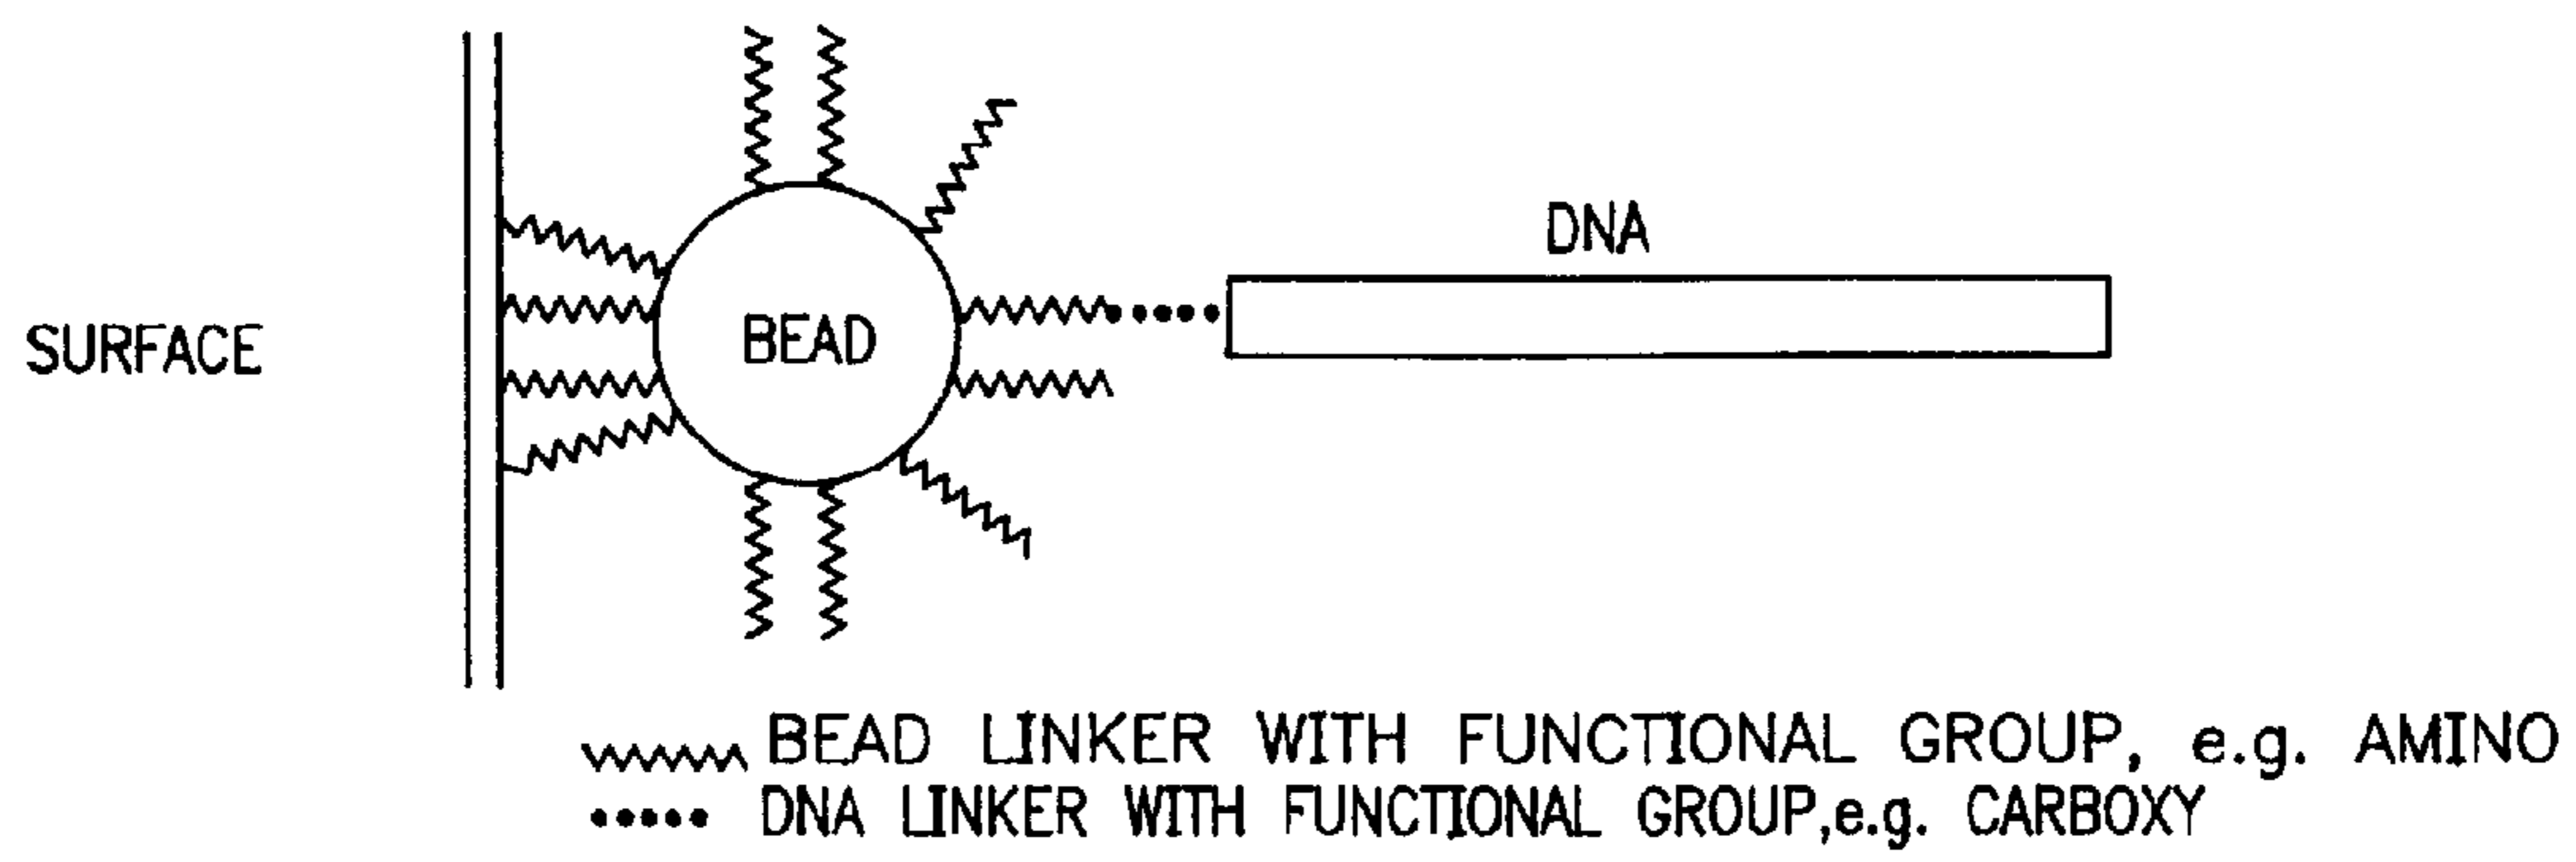 DNA
BEAD
SURFACE
BEAD LINKER WITH FUNCTIONAL GROUP, e.g. AMINO
DNA LINKER WITH FUNCTIONAL GROUP,e.g. CARBOXY